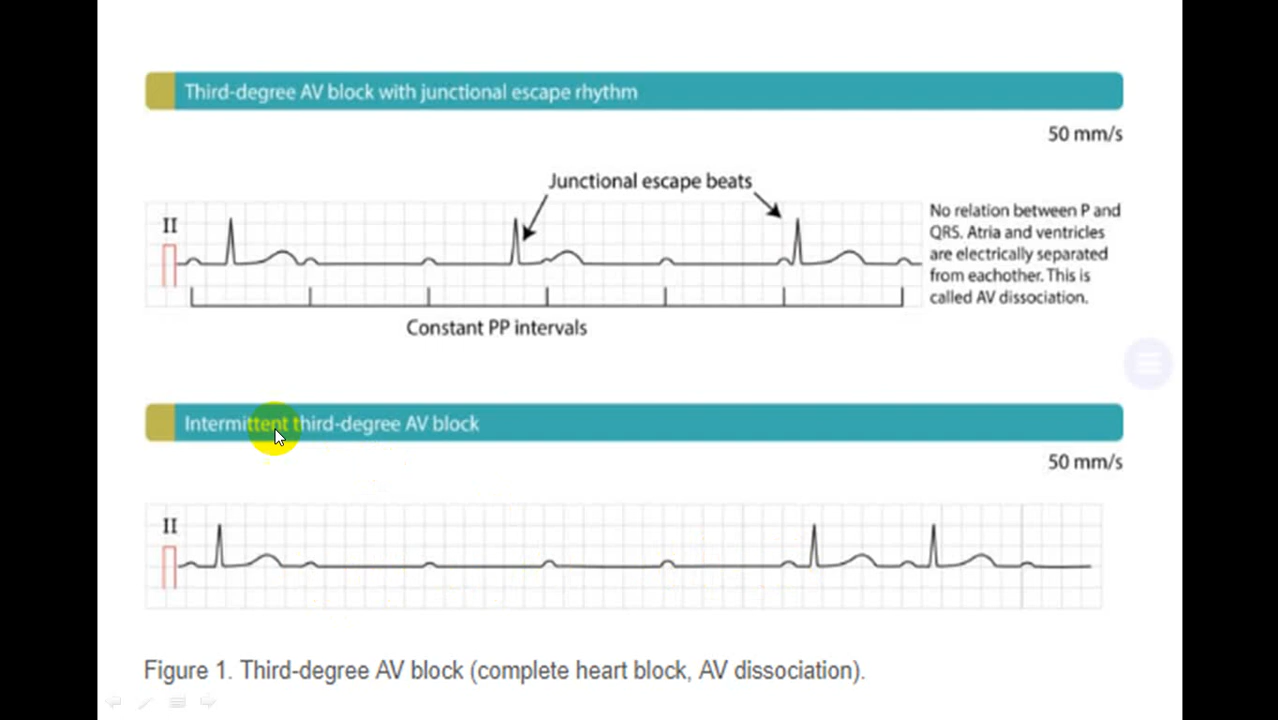 Third-degree AV block with junctional escape rhythm
50 mm/s
Junctional escape beats
II
No relation between P and
QRS. Atria and ventricles
are electrically separated
from eachother. This is
called AV dissociation.
Constant PP intervals
Intermittent third-degree AV block
50 mm/s
II
Figure 1. Third-degree AV block (complete heart block, AV dissociation).